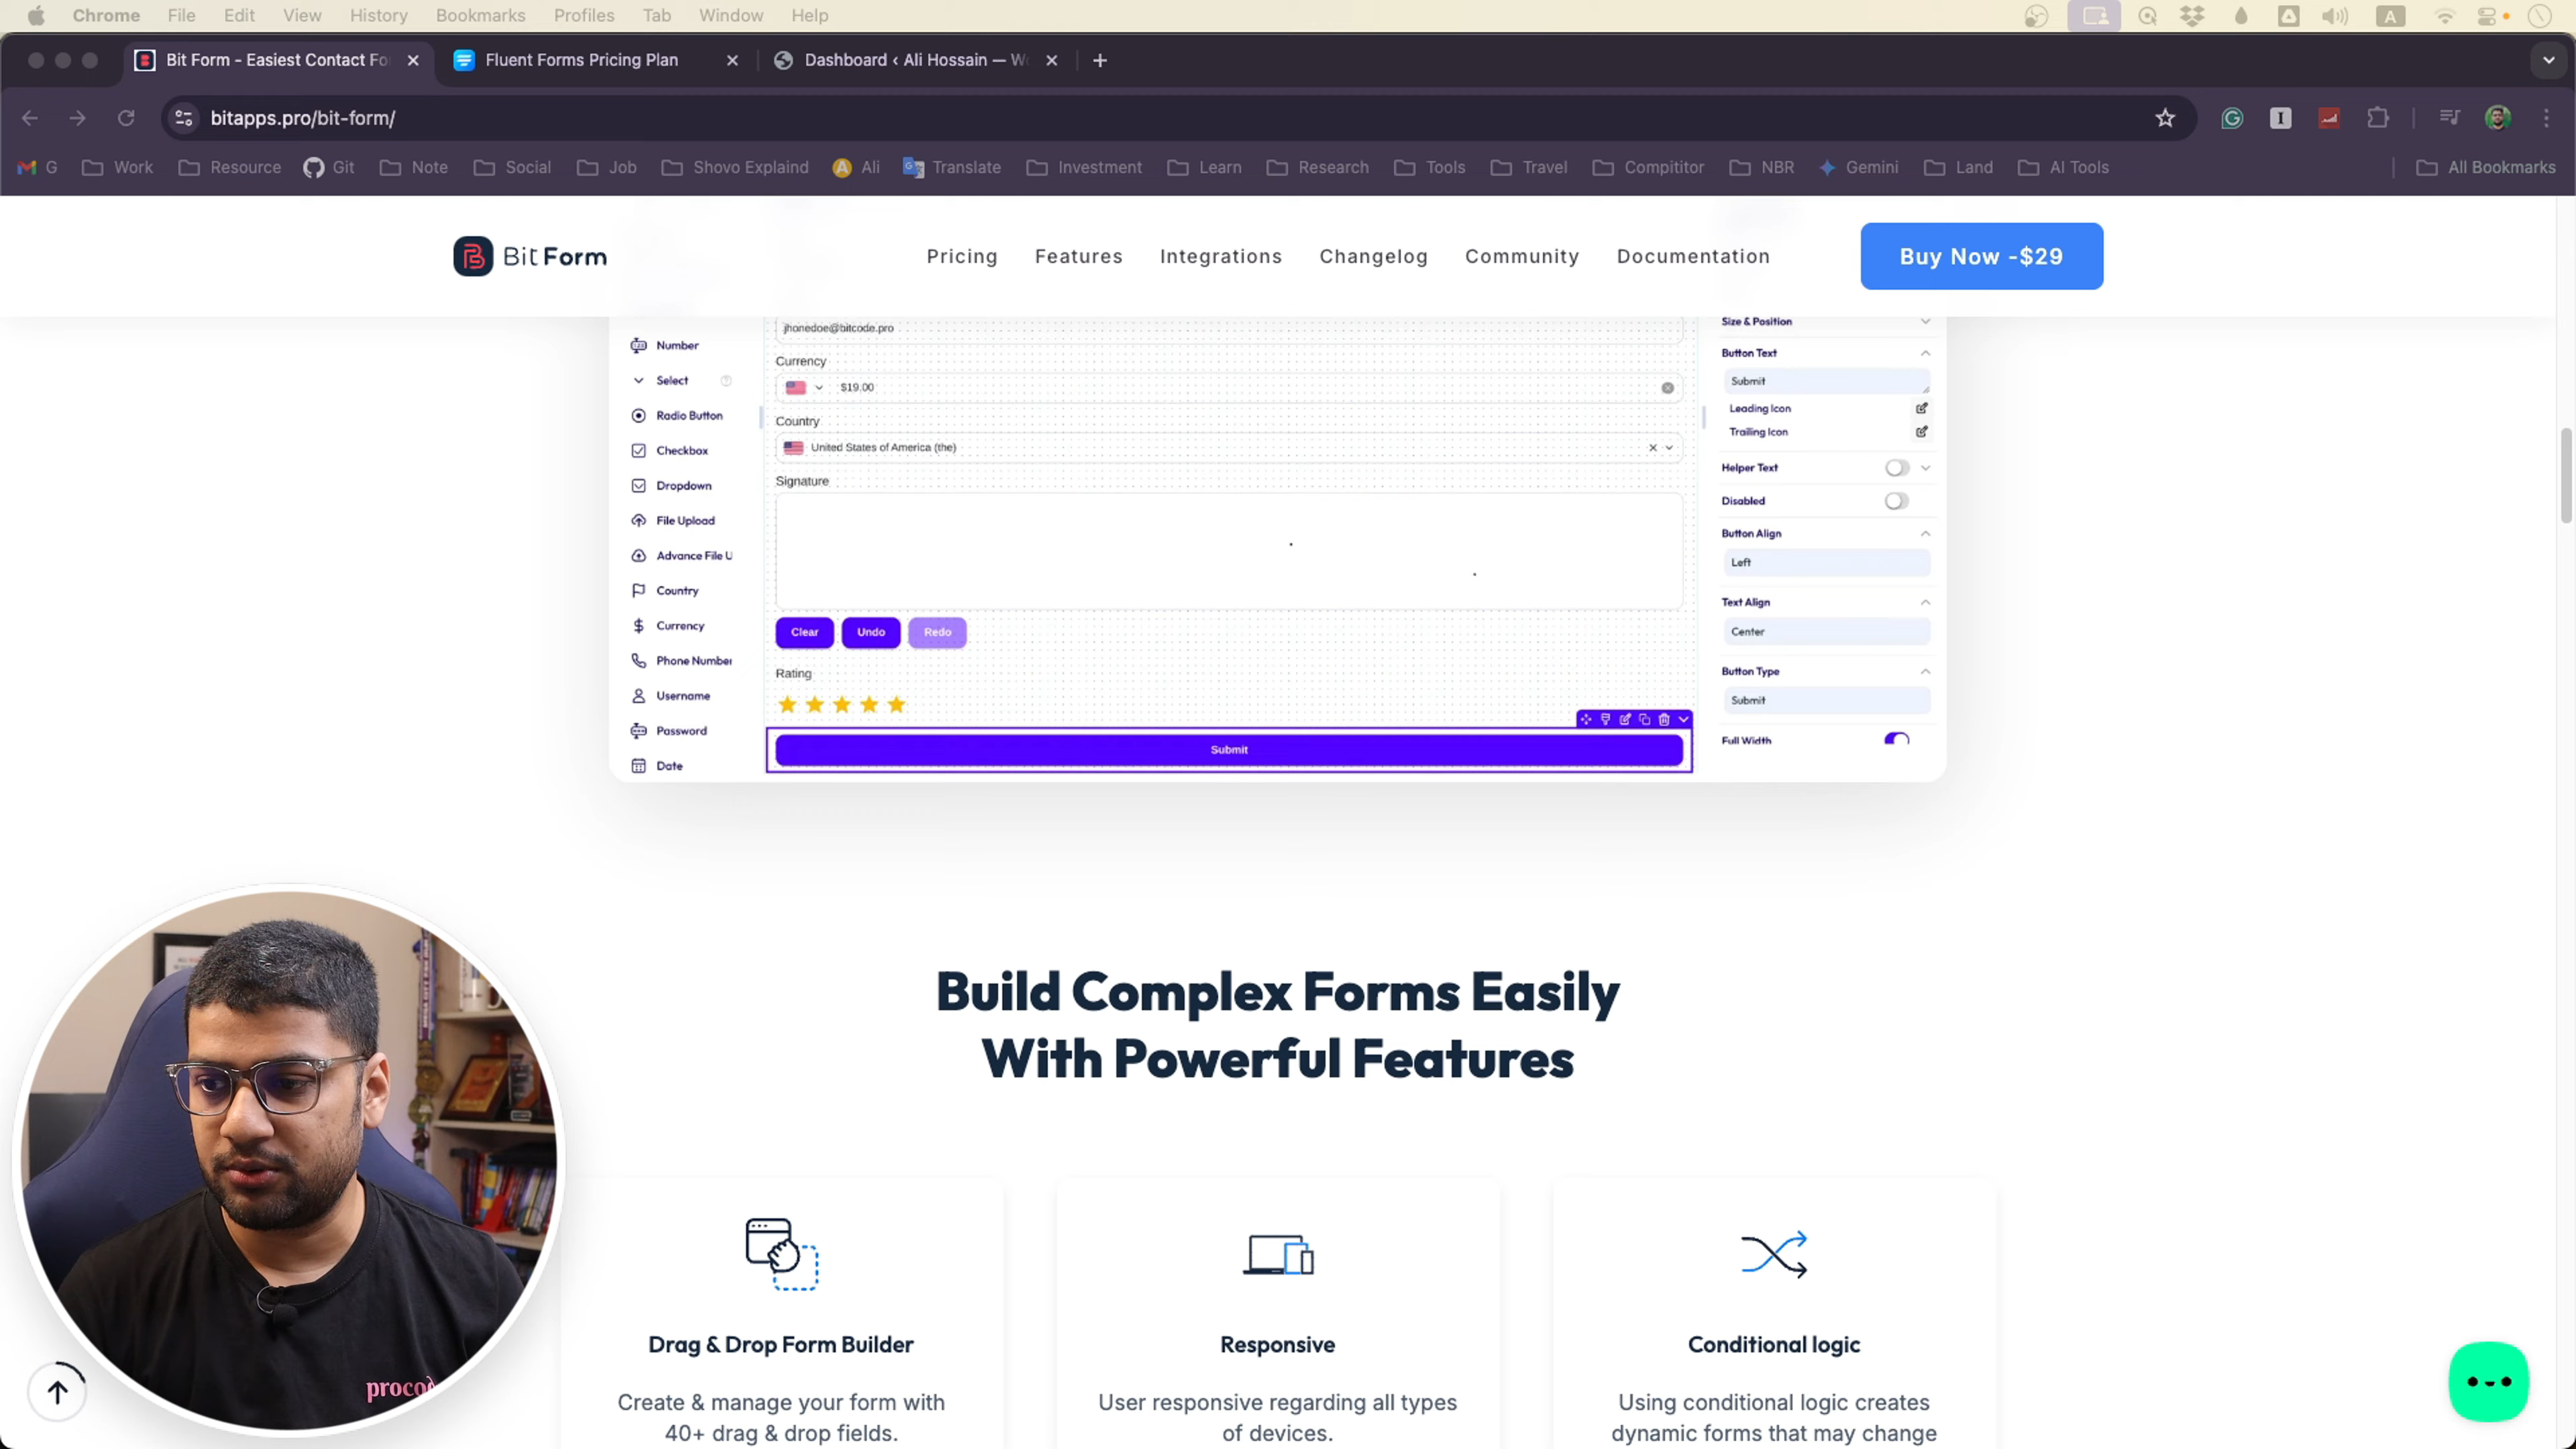 Chrome File Edit View History Bookmarks Profiles Tab Window Help
Bit Form - Easiest Contact Fo
Fluent Forms Pricing Plan
Dashboard ‹ Ali Hossain — W
bitapps.pro/bit-form/
G Work Resource Git Note Social Job Shovo Explaind Ali Translate Investment Learn Research Tools Travel Compititor NBR Gemini Land AI Tools All Bookmarks
Bit Form
Pricing Features Integrations Changelog Community Documentation
Buy Now -$29
Number
Select
Radio Button
Checkbox
Dropdown
File Upload
Advance File U
Country
Currency
Phone Number
Username
Password
Date
jhonedoe@bitcode.pro
Currency
$19.00
Country
United States of America (the)
Signature
Clear Undo Redo
Rating
Submit
Size & Position
Button Text
Submit
Leading Icon
Trailing Icon
Helper Text
Disabled
Button Align
Left
Text Align
Center
Button Type
Submit
Full Width
Build Complex Forms Easily
With Powerful Features
Drag & Drop Form Builder
Create & manage your form with
40+ drag & drop fields.
Responsive
User responsive regarding all types
of devices.
Conditional logic
Using conditional logic creates
dynamic forms that may change